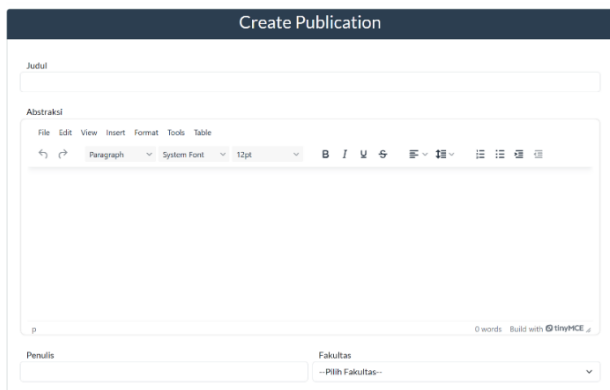 Create Publication
Judul
Abstraksi
File Edit View Insert Format Tools Table
Paragraph System Font 12pt B I U S
p 0 words Build with tinyMCE
Penulis Fakultas
--Pilih Fakultas--